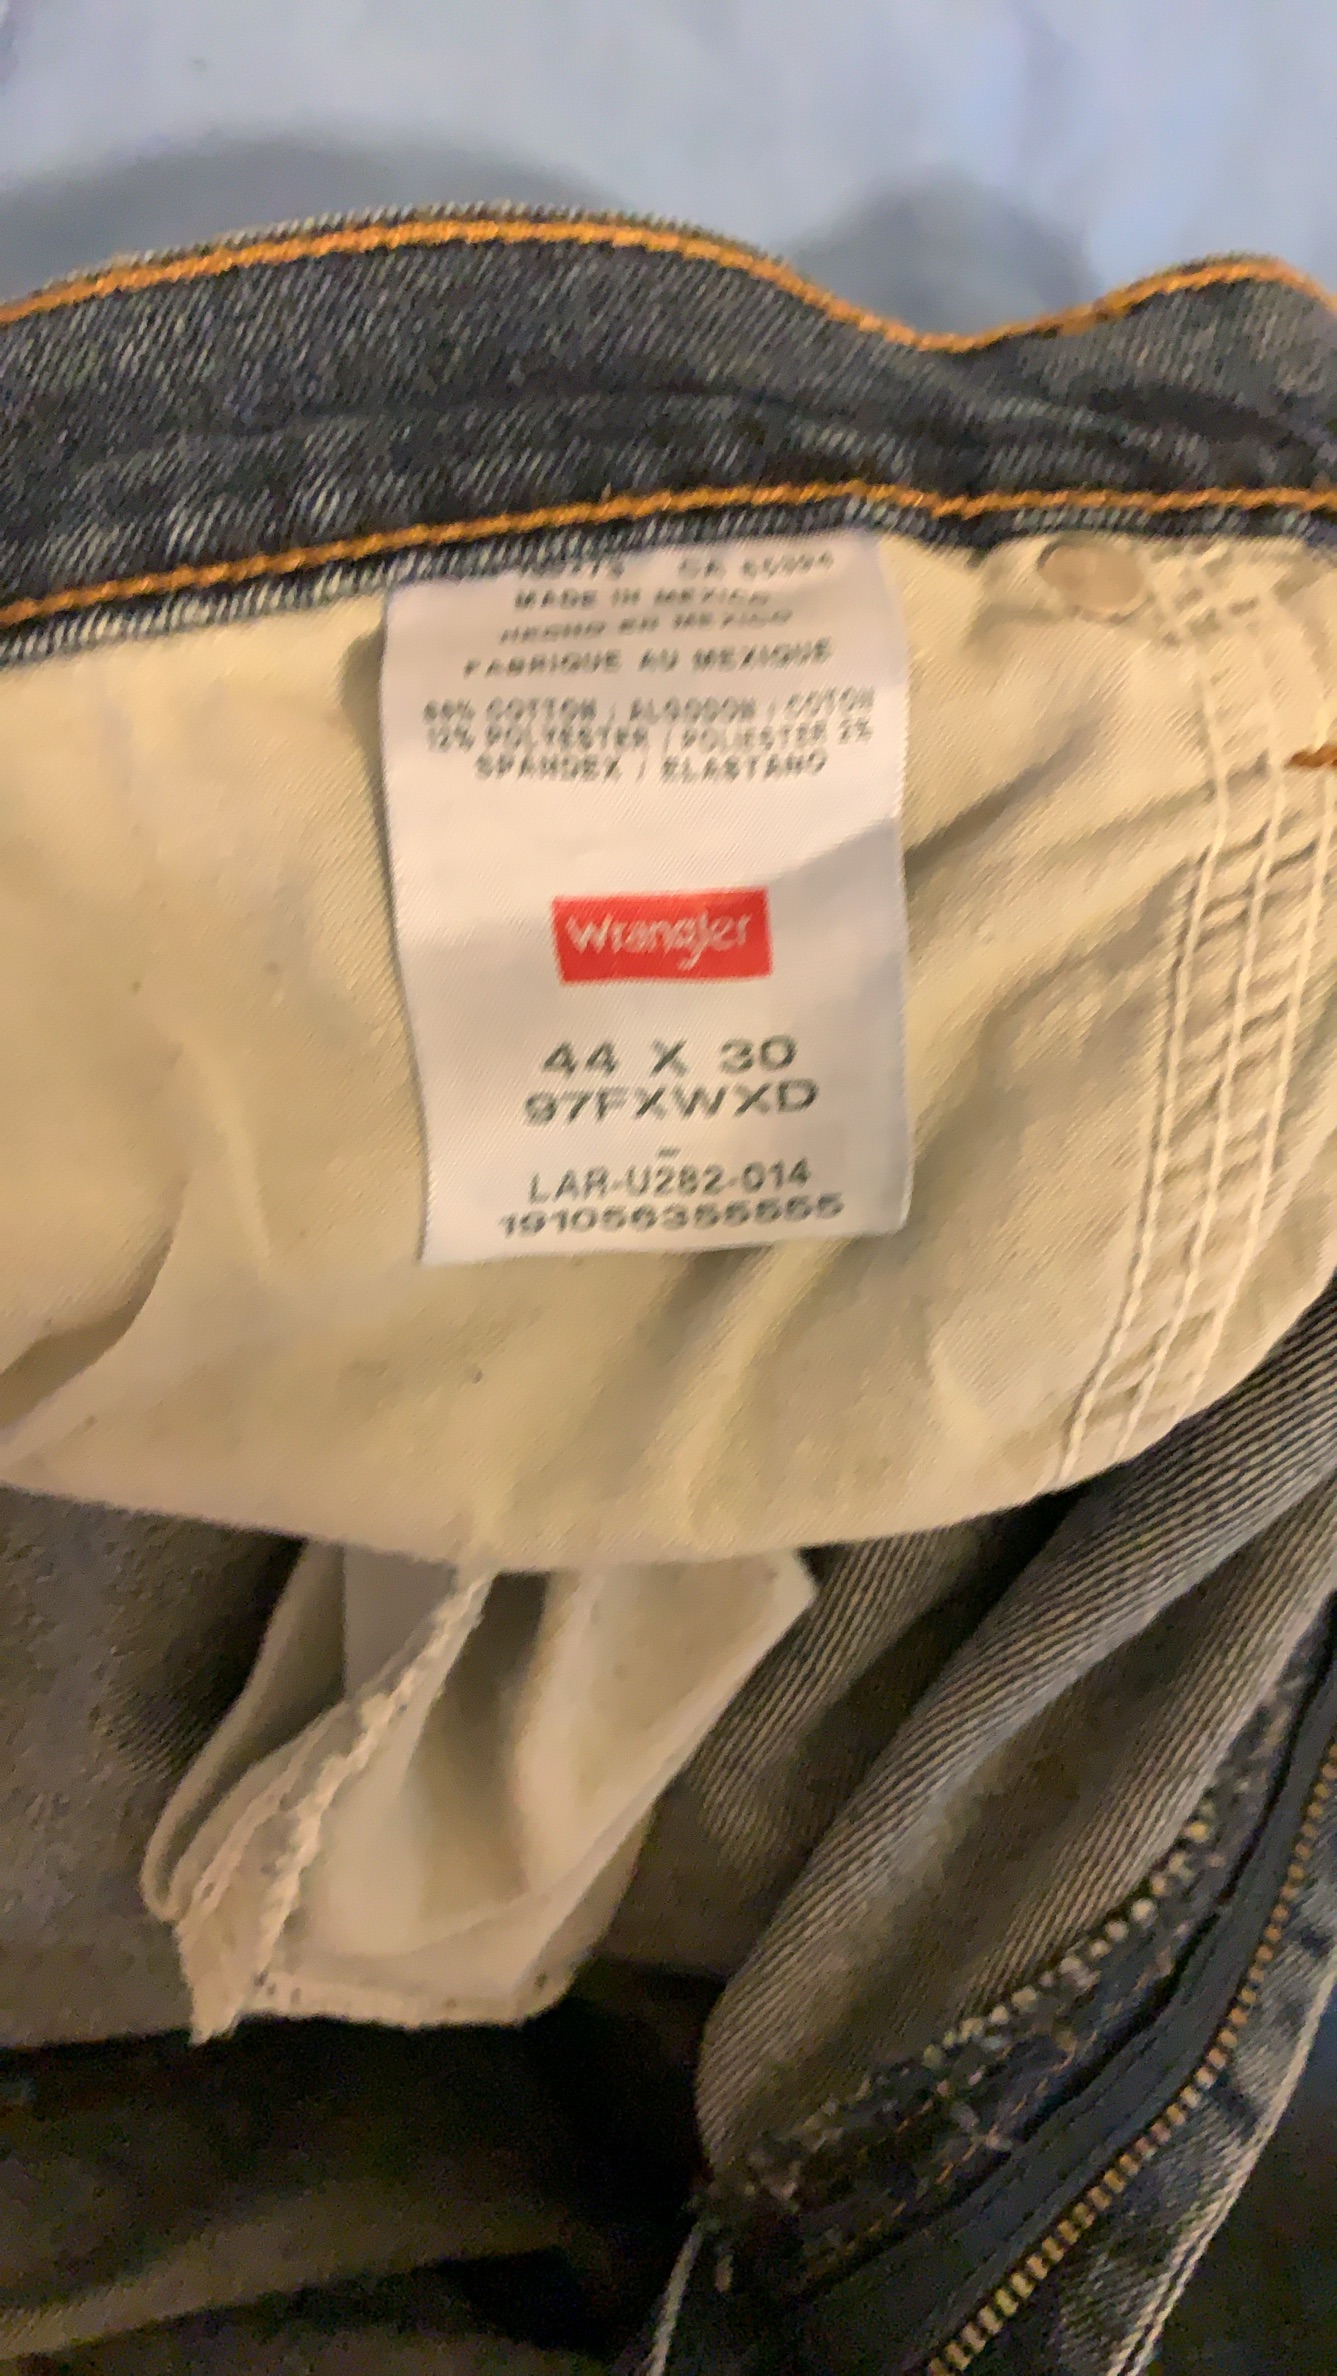 MADE IN MEXICO
HECHO EN MEXICO
FABRIQUE AU MEXIQUE
COTTON / ALGODON / COTON
12% POLYESTER / POLIESTER 2%
SPANDEX / ELASTANO
Wrangler
44 X 30
97FXWXD
-
LAR-U282-014